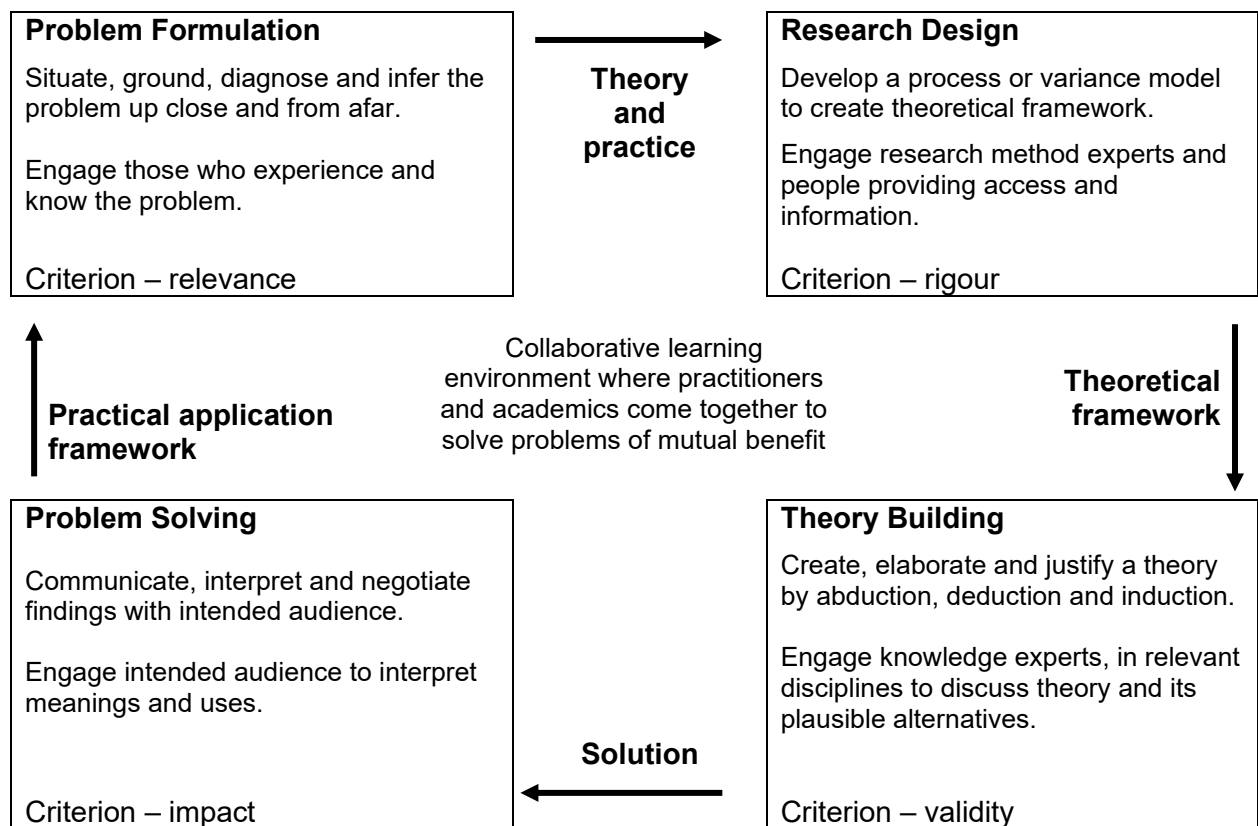 Problem Formulation
Situate, ground, diagnose and infer the
problem up close and from afar.
Engage those who experience and
know the problem.
Criterion – relevance
Theory
and
practice
Research Design
Develop a process or variance model
to create theoretical framework.
Engage research method experts and
people providing access and
information.
Criterion – rigour
Practical application
framework
Collaborative learning
environment where practitioners
and academics come together to
solve problems of mutual benefit
Theoretical
framework
Problem Solving
Communicate, interpret and negotiate
findings with intended audience.
Engage intended audience to interpret
meanings and uses.
Criterion – impact
Solution
Theory Building
Create, elaborate and justify a theory
by abduction, deduction and induction.
Engage knowledge experts, in relevant
disciplines to discuss theory and its
plausible alternatives.
Criterion – validity